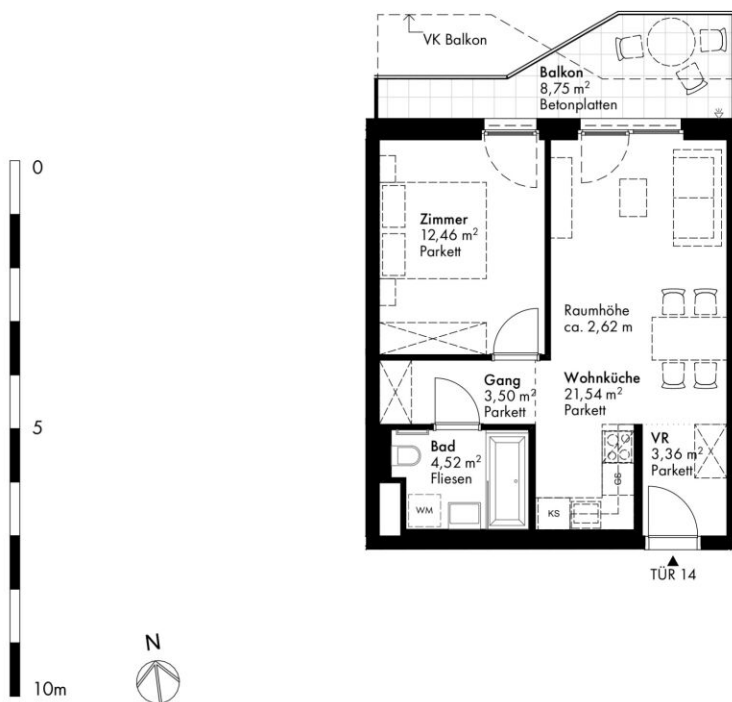 VK Balkon
Balkon
8,75 m²
Betonplatten
0
Zimmer
12,46 m²
Parkett
Raumhöhe
ca. 2,62 m
Gang
3,50 m²
Parkett
Wohnküche
21,54 m²
Parkett
5
Bad
4,52 m²
Fliesen
VR
3,36 m²
Parkett
GS
WM
KS
TÜR 14
N
10m